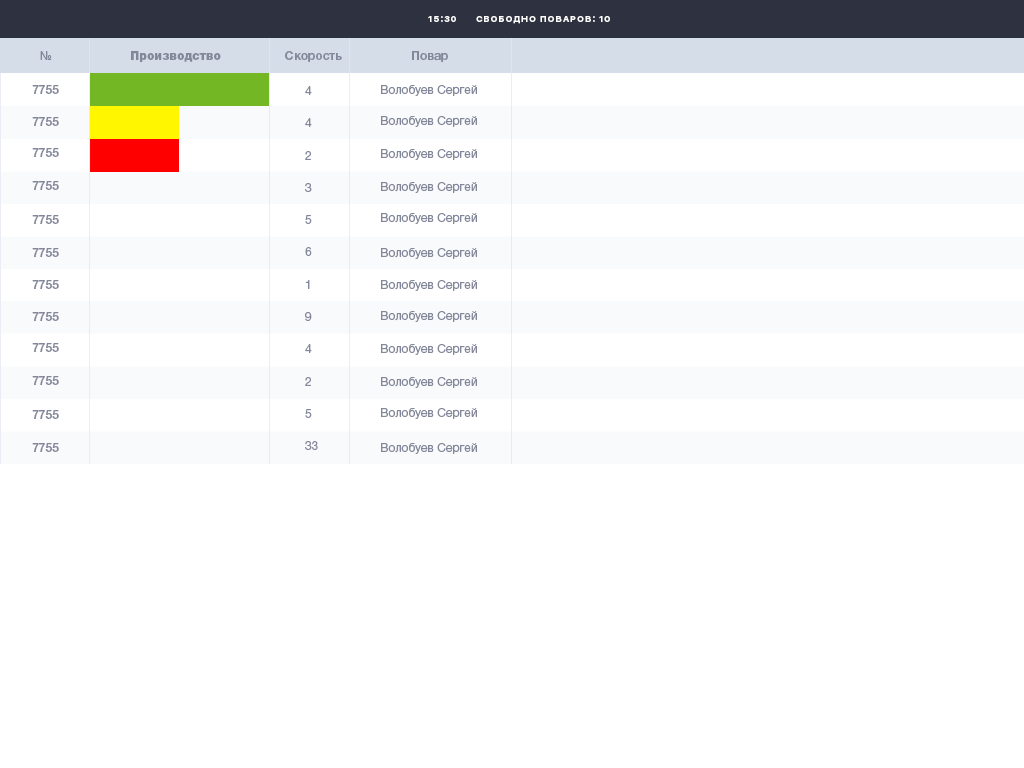 15:30 СВОБОДНО ПОВАРОВ: 10
№ Производство Скорость Повар
7755 4 Волобуев Сергей
7755 4 Волобуев Сергей
7755 2 Волобуев Сергей
7755 3 Волобуев Сергей
7755 5 Волобуев Сергей
7755 6 Волобуев Сергей
7755 1 Волобуев Сергей
7755 9 Волобуев Сергей
7755 4 Волобуев Сергей
7755 2 Волобуев Сергей
7755 5 Волобуев Сергей
7755 33 Волобуев Сергей